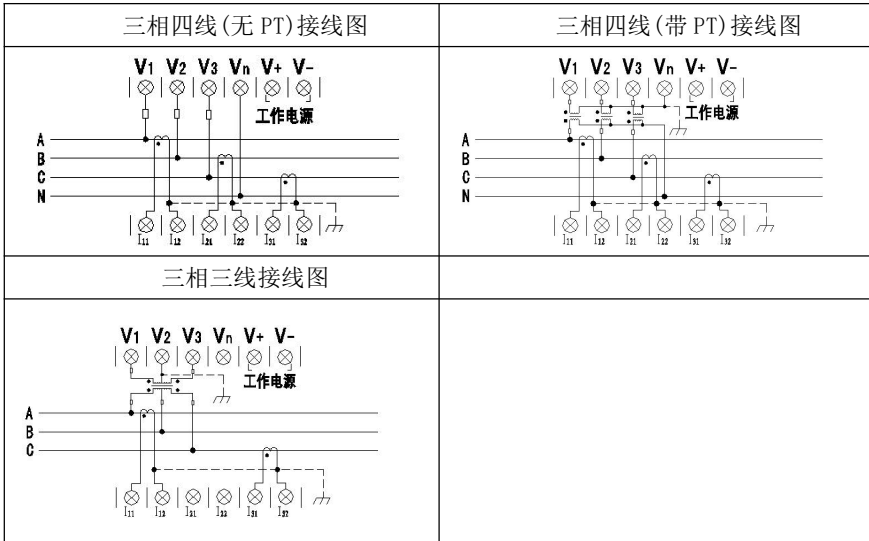 三相四线(无 PT)接线图
V1 V2 V3 Vn V+ V-
工作电源
A
B
C
N
I11 I12 I21 I22 I31 I32
三相四线(带 PT)接线图
V1 V2 V3 Vn V+ V-
工作电源
A
B
C
N
I11 I12 I21 I22 I31 I32
三相三线接线图
V1 V2 V3 Vn V+ V-
工作电源
A
B
C
I11 I12 I21 I22 I31 I32